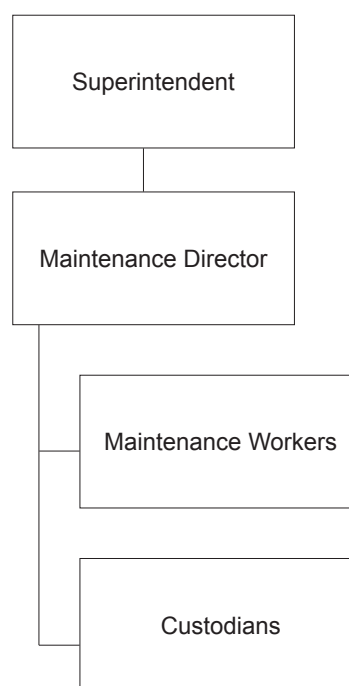 Superintendent
Maintenance Director
Maintenance Workers
Custodians